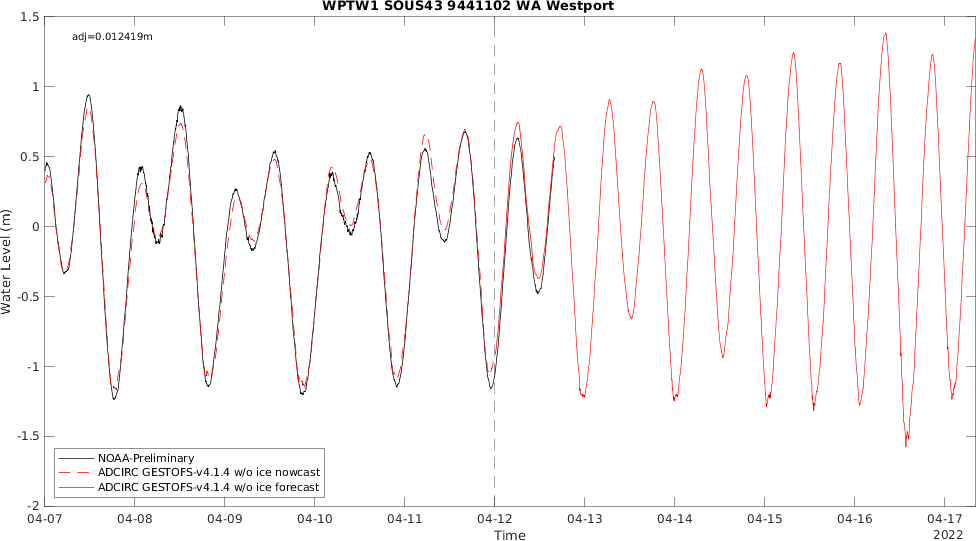 WPTW1 SOUS43 9441102 WA Westport
adj=0.012419m
Water Level (m)
1.5
1
0.5
0
-0.5
-1
-1.5
-2
NOAA-Preliminary
ADCIRC GESTOFS-v4.1.4 w/o ice nowcast
ADCIRC GESTOFS-v4.1.4 w/o ice forecast
04-07 04-08 04-09 04-10 04-11 04-12 04-13 04-14 04-15 04-16 04-17
Time
2022